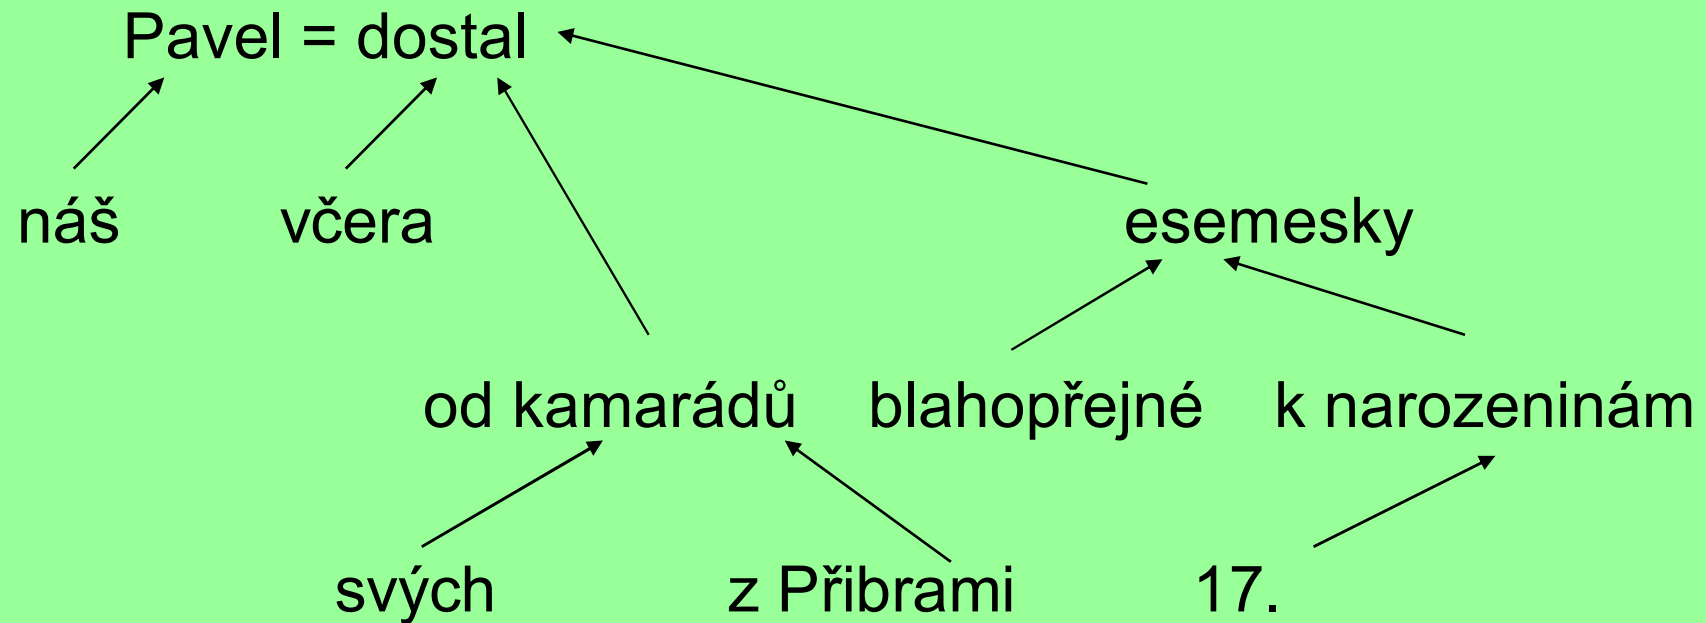 Pavel = dostal
náš včera esemesky
od kamarádů blahopřejné k narozeninám
svých z Přibrami 17.